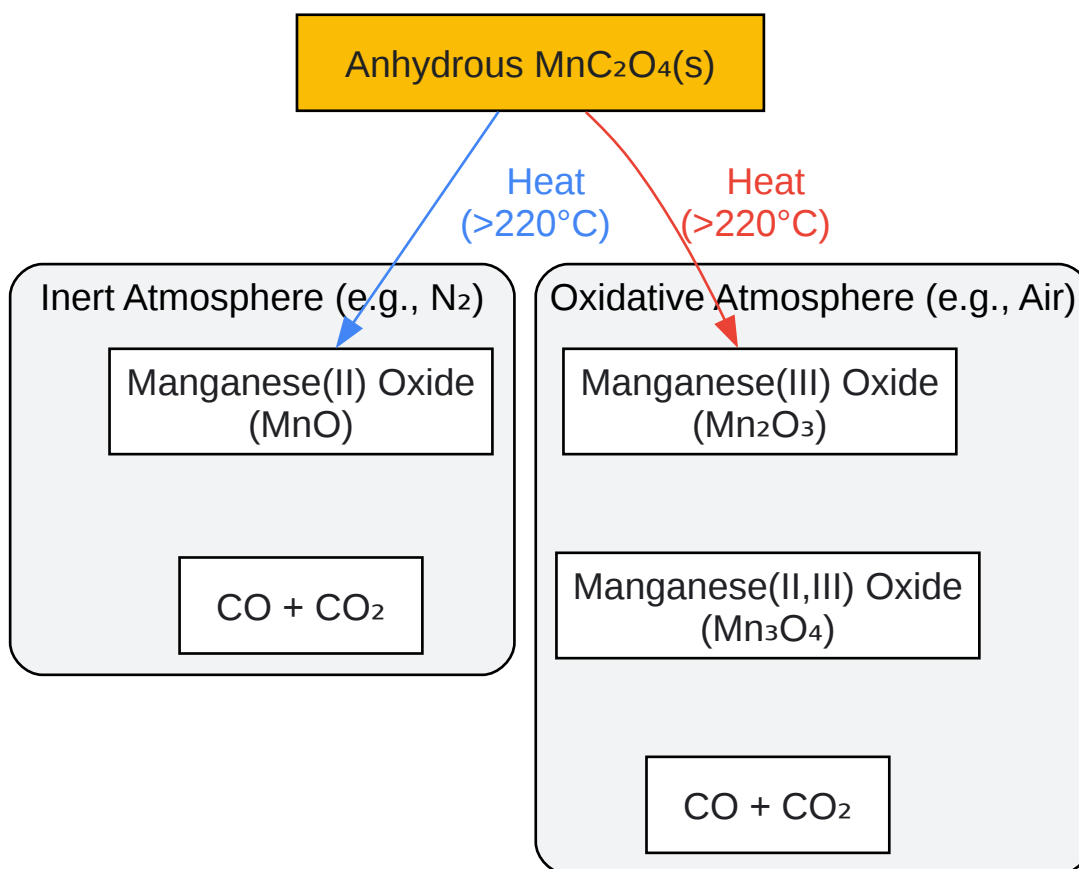 Anhydrous MnC₂O₄(s)
Heat
(>220°C)
Heat
(>220°C)
Inert Atmosphere (e.g., N₂)
Manganese(II) Oxide
(MnO)
CO + CO₂
Oxidative Atmosphere (e.g., Air)
Manganese(III) Oxide
(Mn₂O₃)
Manganese(II,III) Oxide
(Mn₃O₄)
CO + CO₂